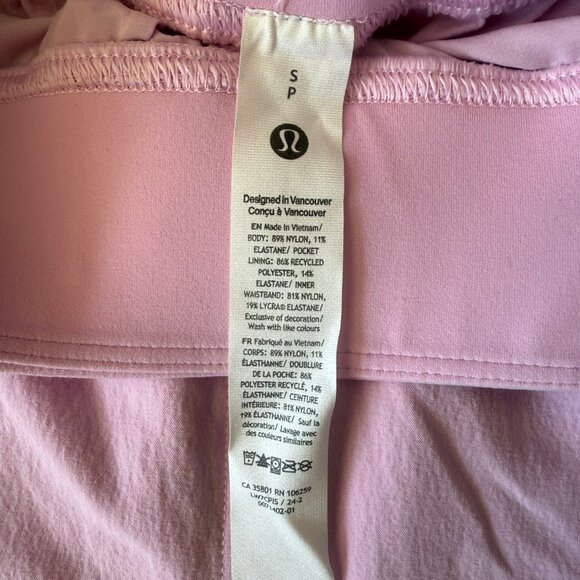 S
P
Designed in Vancouver
Conçu à Vancouver
EN Made in Vietnam/
BODY: 89% NYLON, 11%
ELASTANE/ POCKET
LINING: 86% RECYCLED
POLYESTER, 14%
ELASTANE/ INNER
WAISTBAND: 81% NYLON,
19% LYCRA® ELASTANE/
Exclusive of decoration/
Wash with like colours
FR Fabriqué au Vietnam/
CORPS: 89% NYLON, 11%
ÉLASTHANNE/ DOUBLURE
DE LA POCHE: 86%
POLYESTER RECYCLÉ, 14%
ÉLASTHANNE/ CEINTURE
INTÉRIEURE: 81% NYLON,
19% ÉLASTHANNE/ Sauf la
décoration/ Lavage avec
des couleurs similaires
CA 35801 RN 106259
LW7CPIS / 24-2